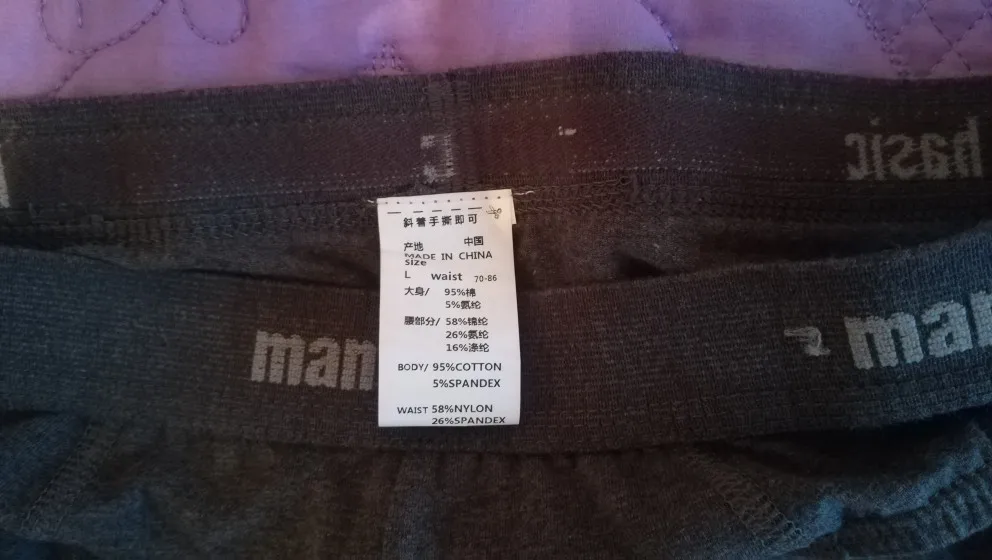 basic
斜着手撕即可
产地 中国
MADE IN CHINA
size
L waist 70-86
大身/ 95%棉
5%氨纶
腰部分/ 58%锦纶
26%氨纶
16%涤纶
BODY/ 95%COTTON
5%SPANDEX
WAIST 58%NYLON
26%SPANDEX
man
man